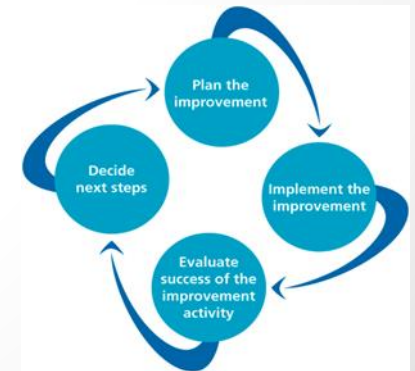 Plan the
improvement
Implement the
improvement
Evaluate
success of the
improvement
activity
Decide
next steps